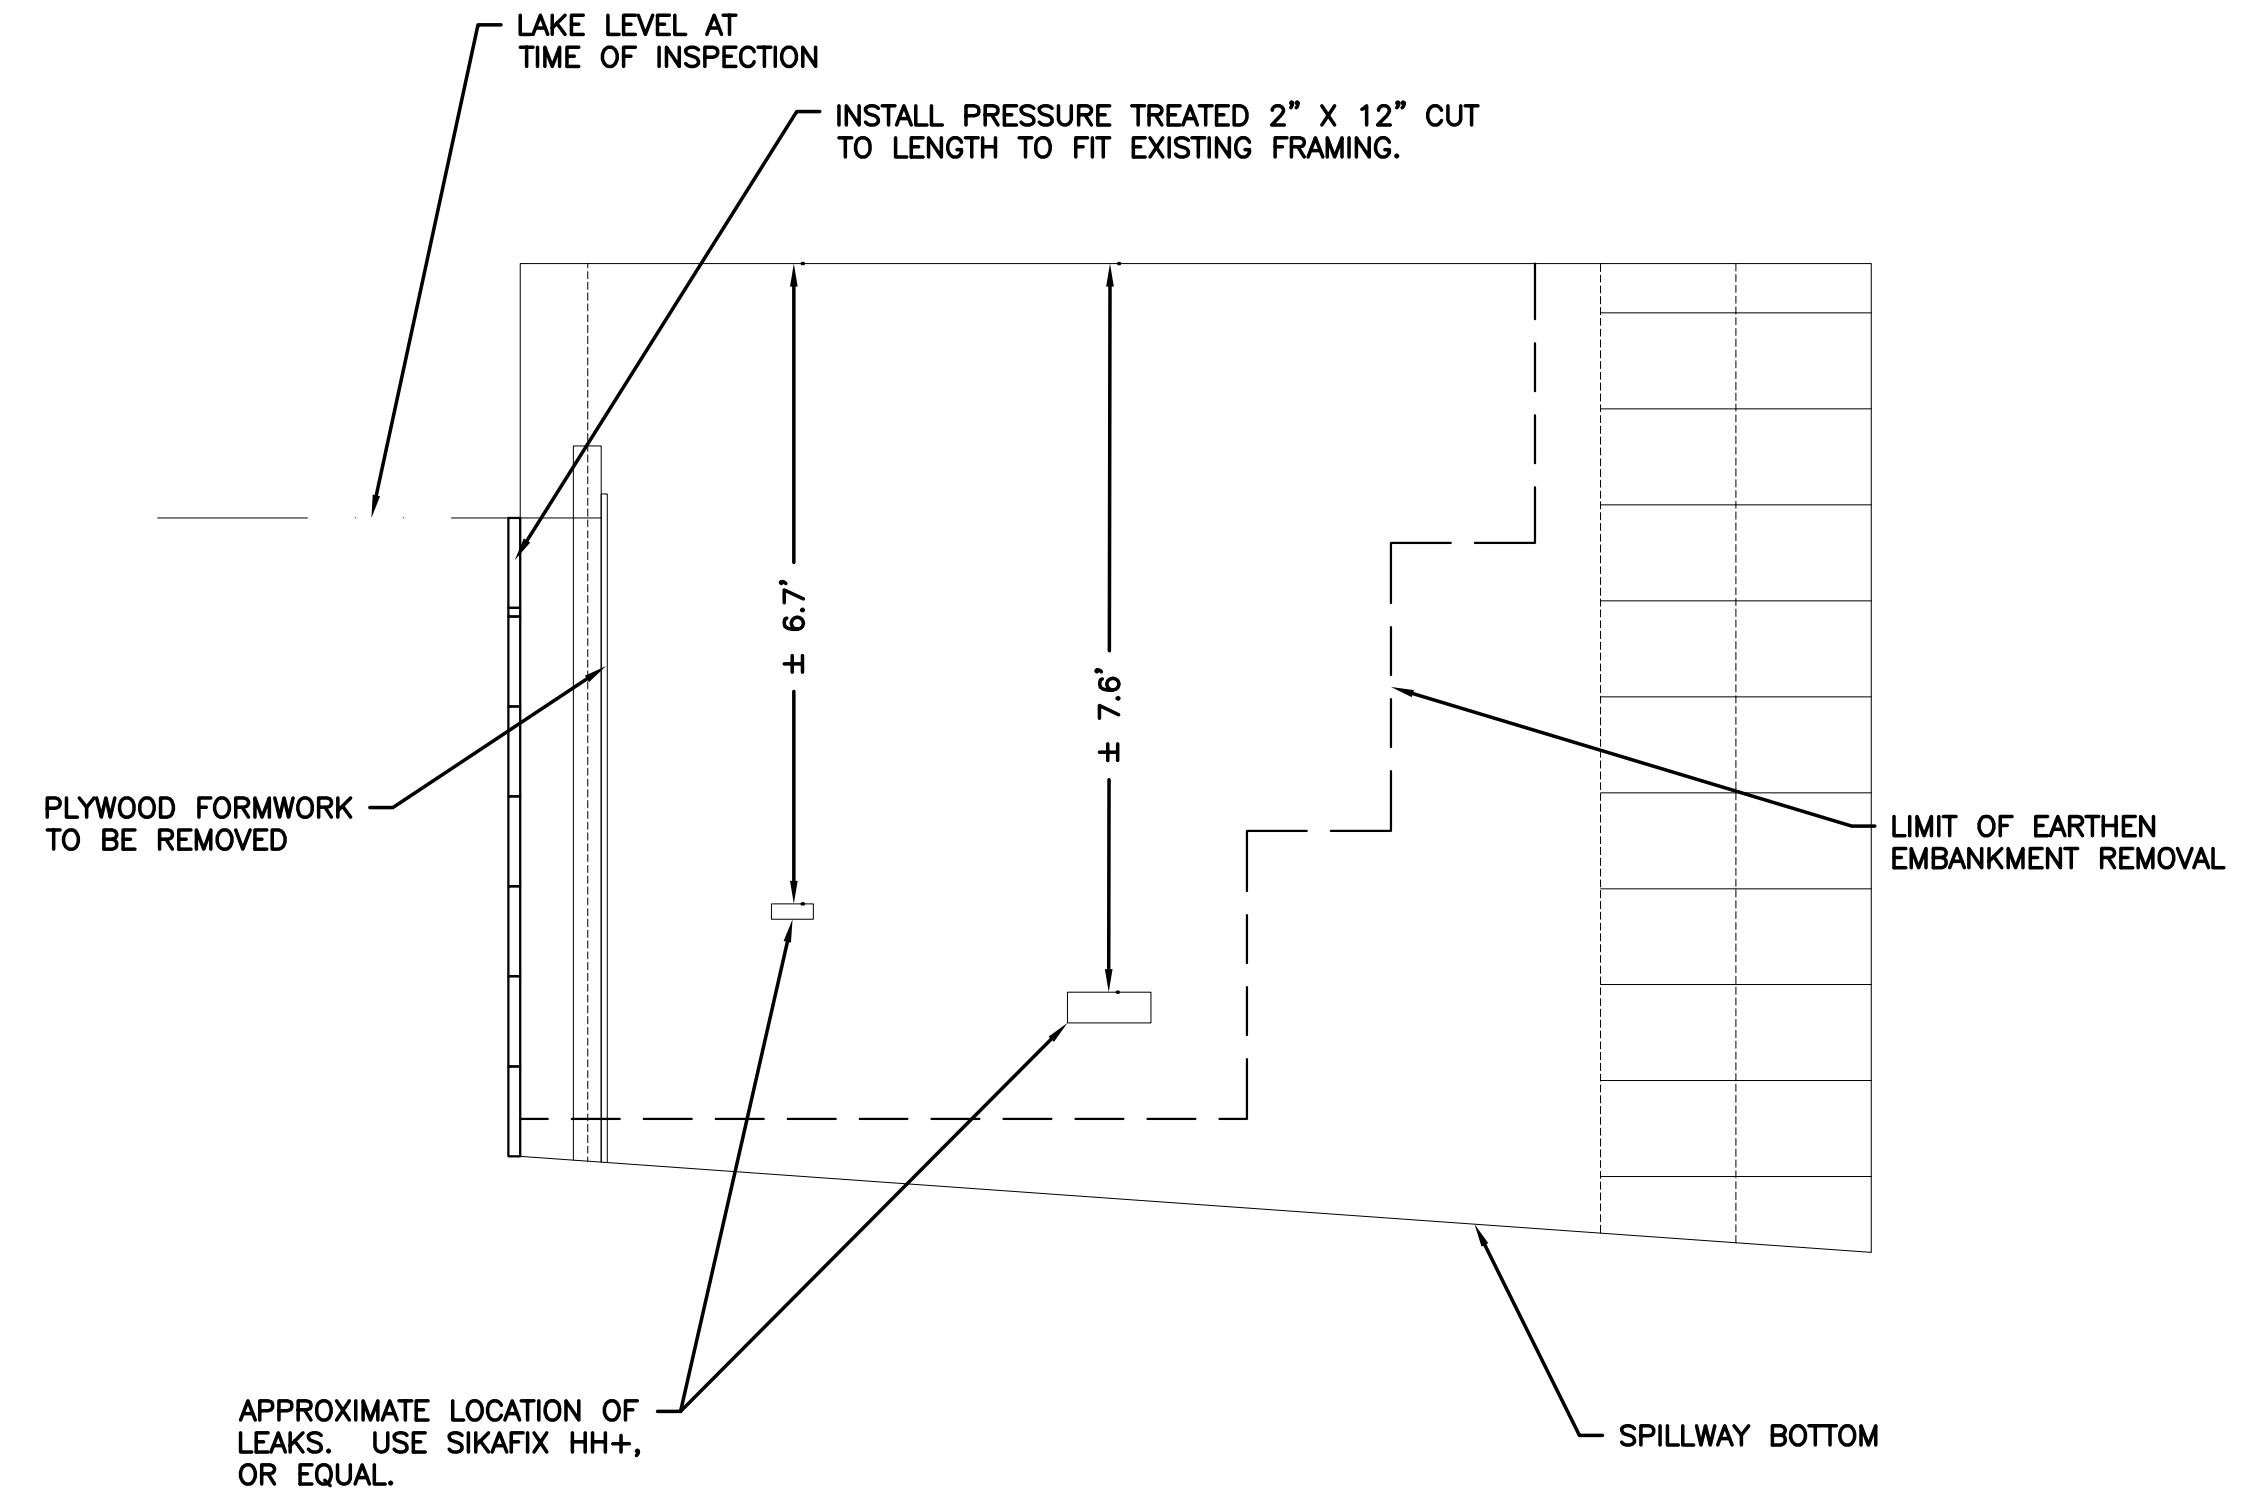 LAKE LEVEL AT
TIME OF INSPECTION
INSTALL PRESSURE TREATED 2" X 12" CUT
TO LENGTH TO FIT EXISTING FRAMING.
± 6.7'
± 7.6'
PLYWOOD FORMWORK
TO BE REMOVED
LIMIT OF EARTHEN
EMBANKMENT REMOVAL
APPROXIMATE LOCATION OF
LEAKS. USE SIKAFIX HH+,
OR EQUAL.
SPILLWAY BOTTOM